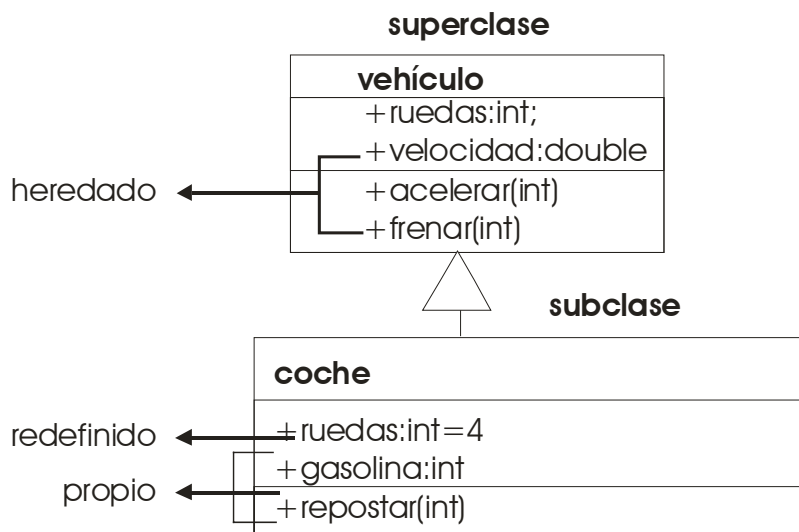 superclase
vehículo
+ruedas:int;
+velocidad:double
heredado
+acelerar(int)
+frenar(int)
subclase
coche
redefinido
+ruedas:int=4
+gasolina:int
propio
+repostar(int)